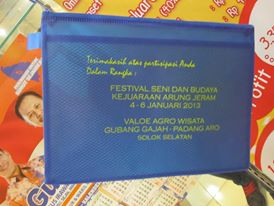 Terimakasih atas partisipasi Anda
Dalam Rangka :
FESTIVAL SENI DAN BUDAYA
KEJUARAAN ARUNG JERAM
4 - 6 JANUARI 2013
VALOE AGRO WISATA
GUBANG GAJAH - PADANG ARO
SOLOK SELATAN